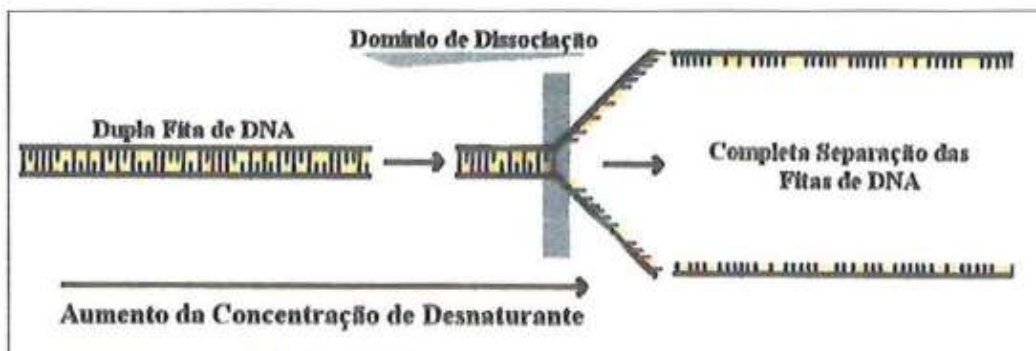 Domínio de Dissociação
Dupla Fita de DNA
Completa Separação das
Fitas de DNA
Aumento da Concentração de Desnaturante